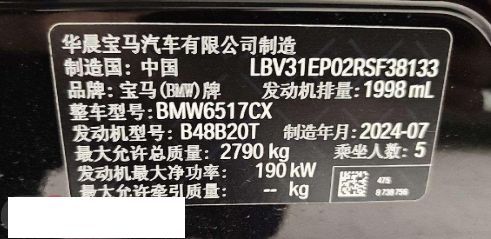 华晨宝马汽车有限公司制造
制造国: 中国 LBV31EP02RSF38133
品牌: 宝马(BMW)牌 发动机排量: 1998 mL
整车型号: BMW6517CX
发动机型号: B48B20T 制造年月: 2024-07
最大允许总质量: 2790 kg 乘坐人数: 5
发动机最大净功率: 190 kW
最大允许牵引质量: -- kg
475
8738756